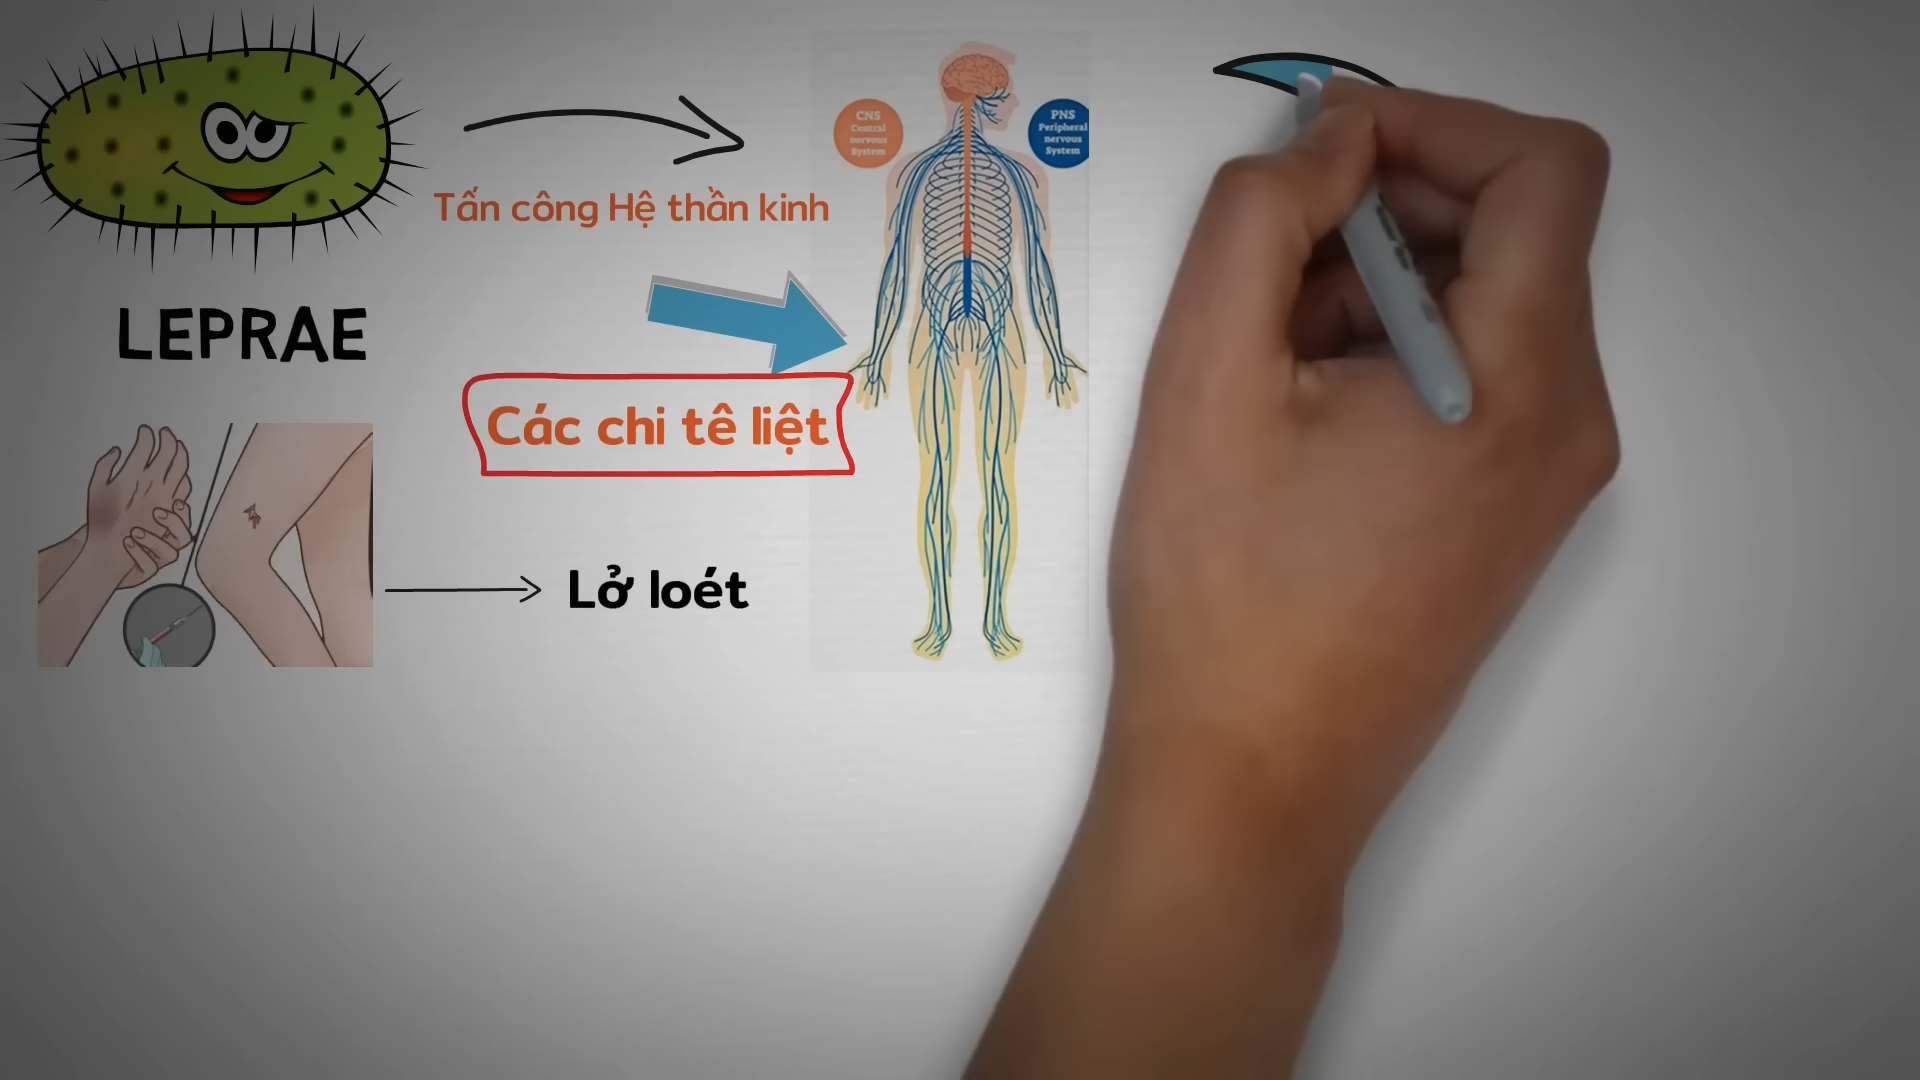 CNS
Central
nervous
System
PNS
Peripheral
nervous
System
Tấn công Hệ thần kinh
LEPRAE
Các chi tê liệt
Lở loét